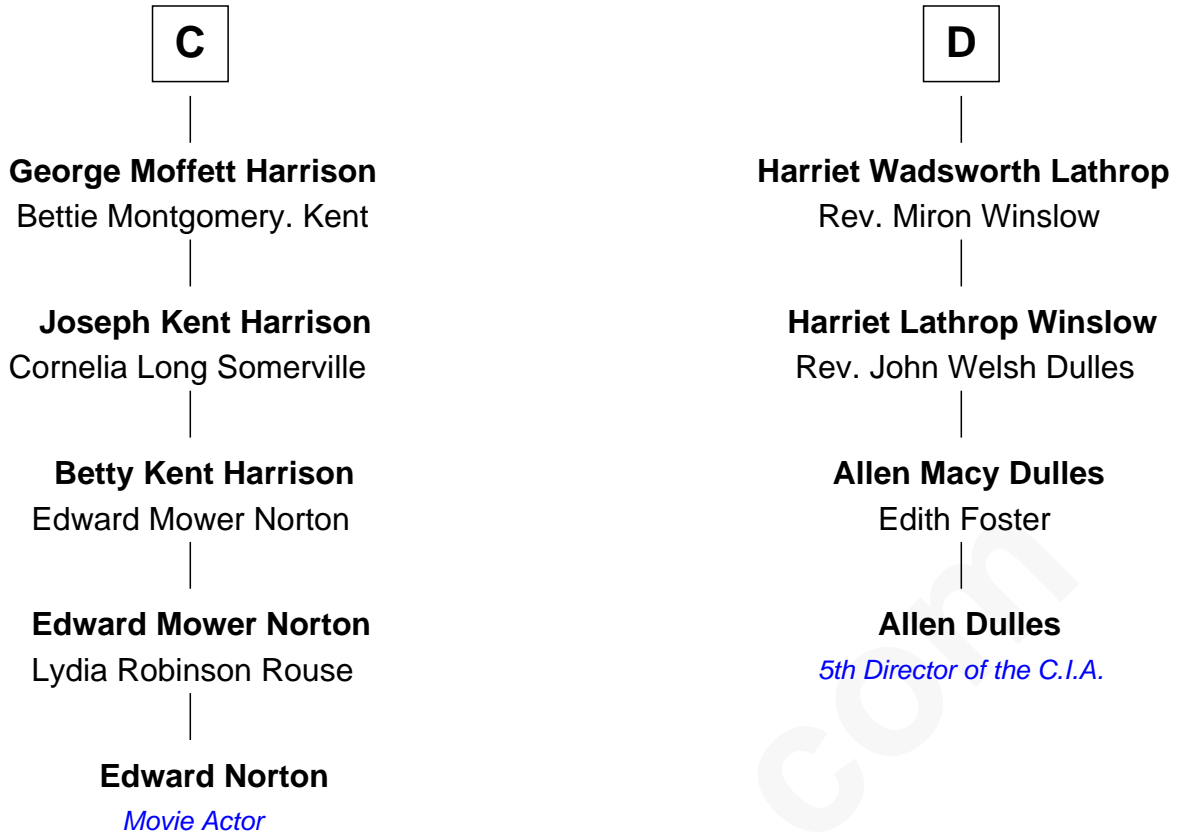 C
George Moffett Harrison
Bettie Montgomery. Kent
Joseph Kent Harrison
Cornelia Long Somerville
Betty Kent Harrison
Edward Mower Norton
Edward Mower Norton
Lydia Robinson Rouse
Edward Norton
Movie Actor
D
Harriet Wadsworth Lathrop
Rev. Miron Winslow
Harriet Lathrop Winslow
Rev. John Welsh Dulles
Allen Macy Dulles
Edith Foster
Allen Dulles
5th Director of the C.I.A.
com